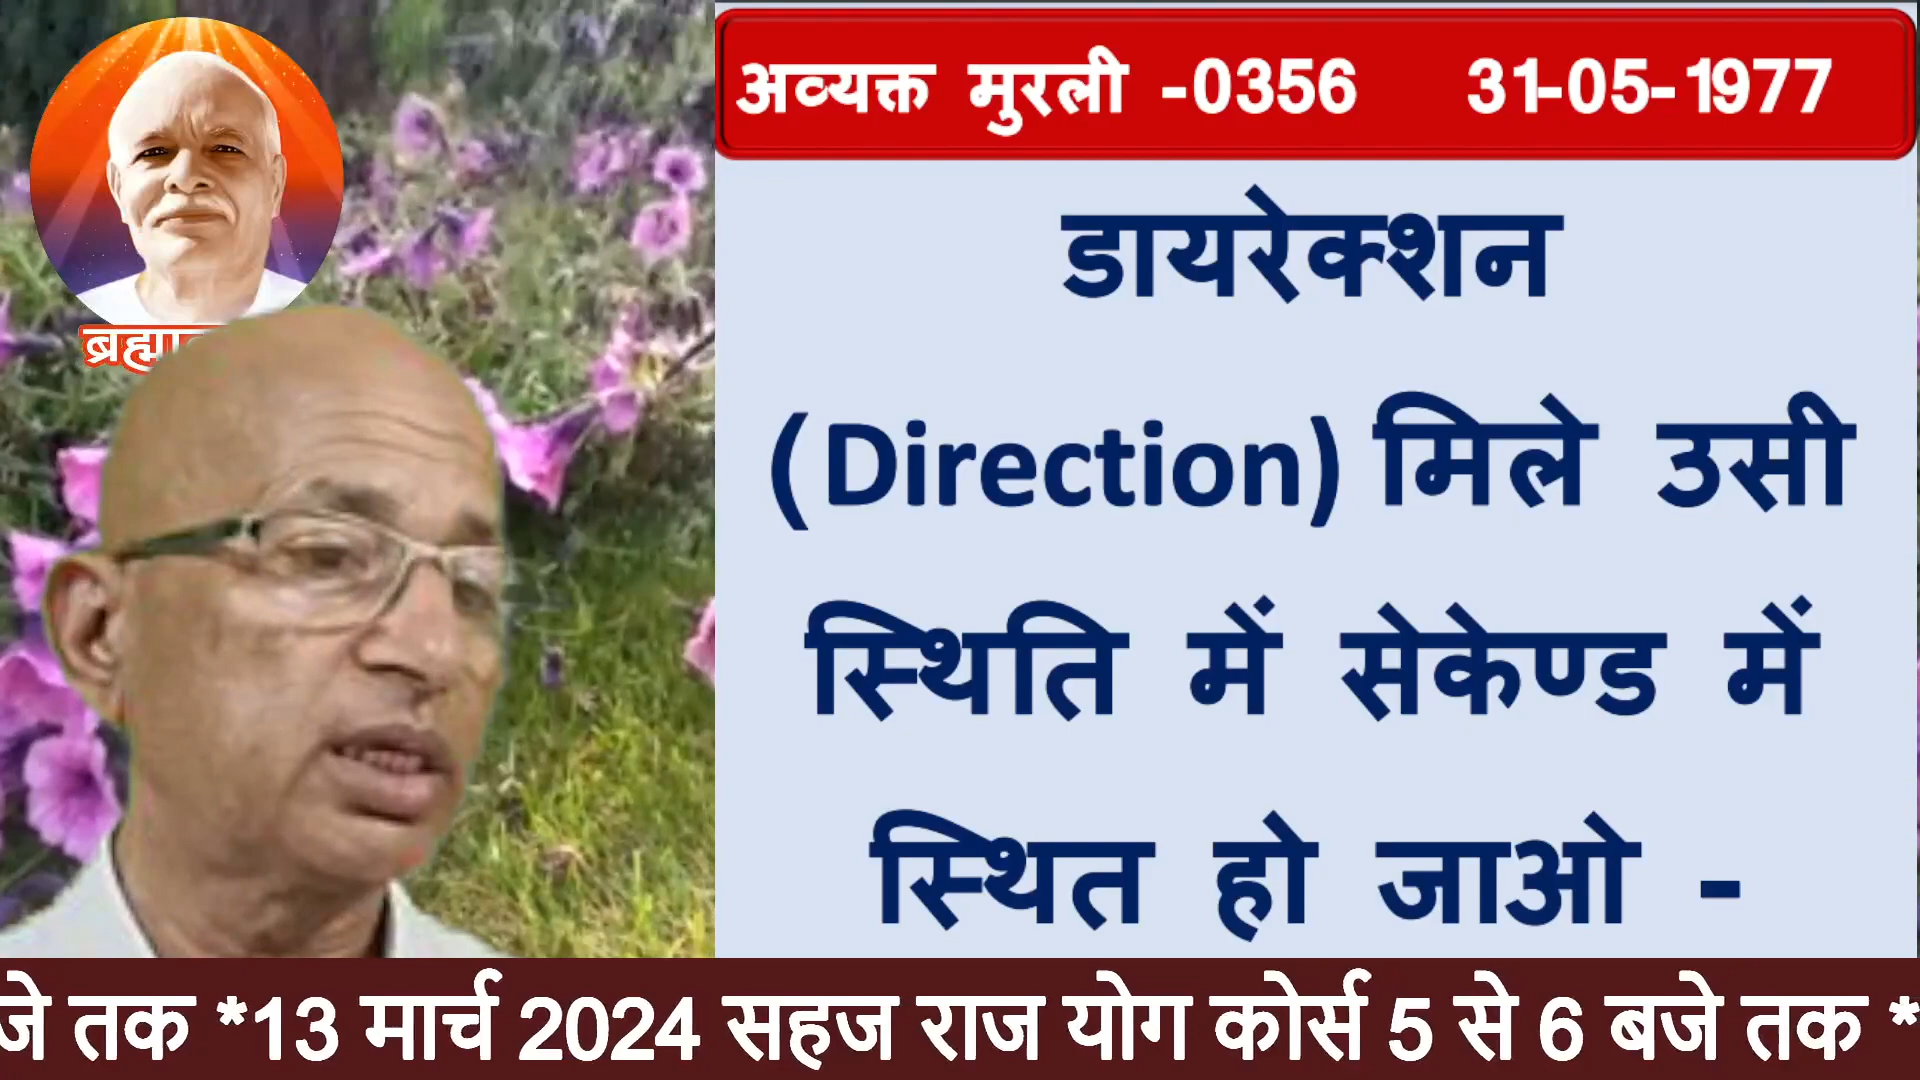 अव्यक्त मुरली -0356 31-05-1977
डायरेक्शन
(Direction) मिले उसी
स्थिति में सेकेण्ड में
स्थित हो जाओ -
जे तक *13 मार्च 2024 सहज राज योग कोर्स 5 से 6 बजे तक *